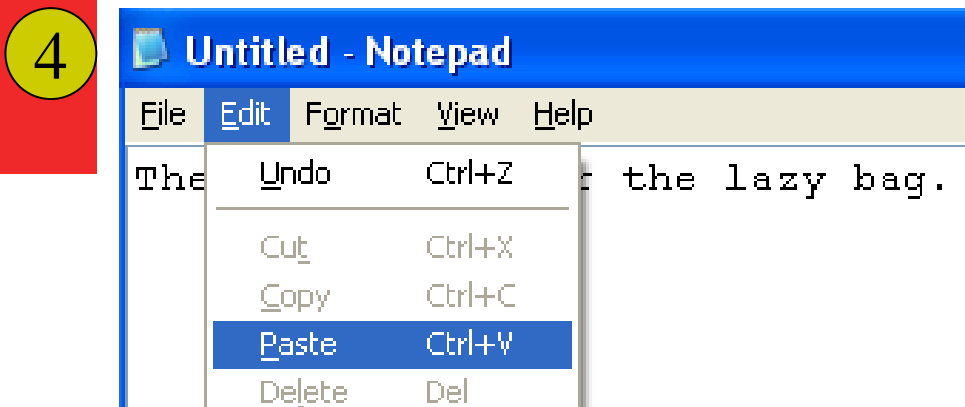 4
Untitled - Notepad
File Edit Format View Help
The the lazy bag.
Undo Ctrl+Z
Cut Ctrl+X
Copy Ctrl+C
Paste Ctrl+V
Delete Del